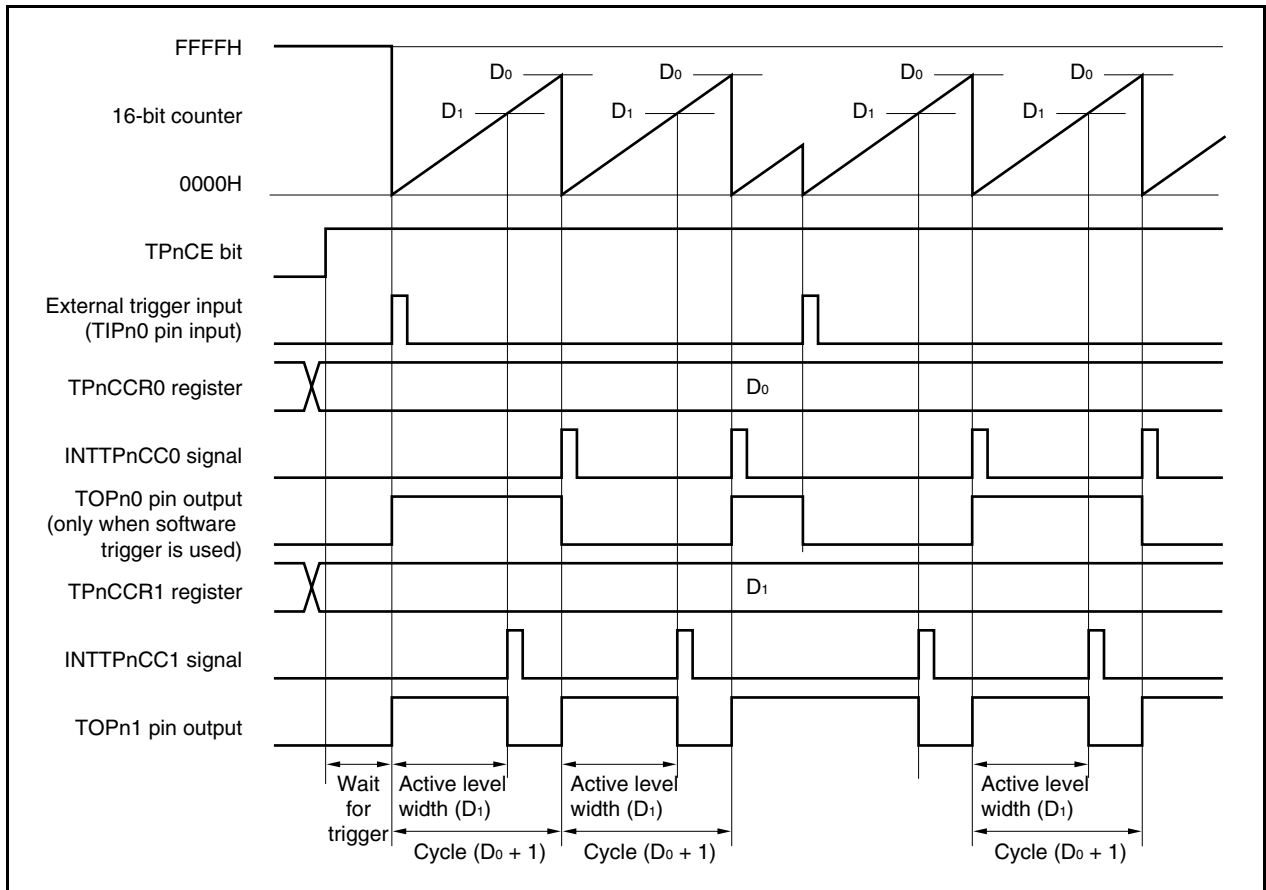 FFFFH
D0 D0 D0 D0
16-bit counter
D1 D1 D1 D1
0000H
TPnCE bit
External trigger input
(TIPn0 pin input)
TPnCCR0 register
D0
INTTPnCC0 signal
TOPn0 pin output
(only when software
trigger is used)
TPnCCR1 register
D1
INTTPnCC1 signal
TOPn1 pin output
Wait
for
trigger
Active level
width (D1)
Active level
width (D1)
Active level
width (D1)
Cycle (D0 + 1)
Cycle (D0 + 1)
Cycle (D0 + 1)